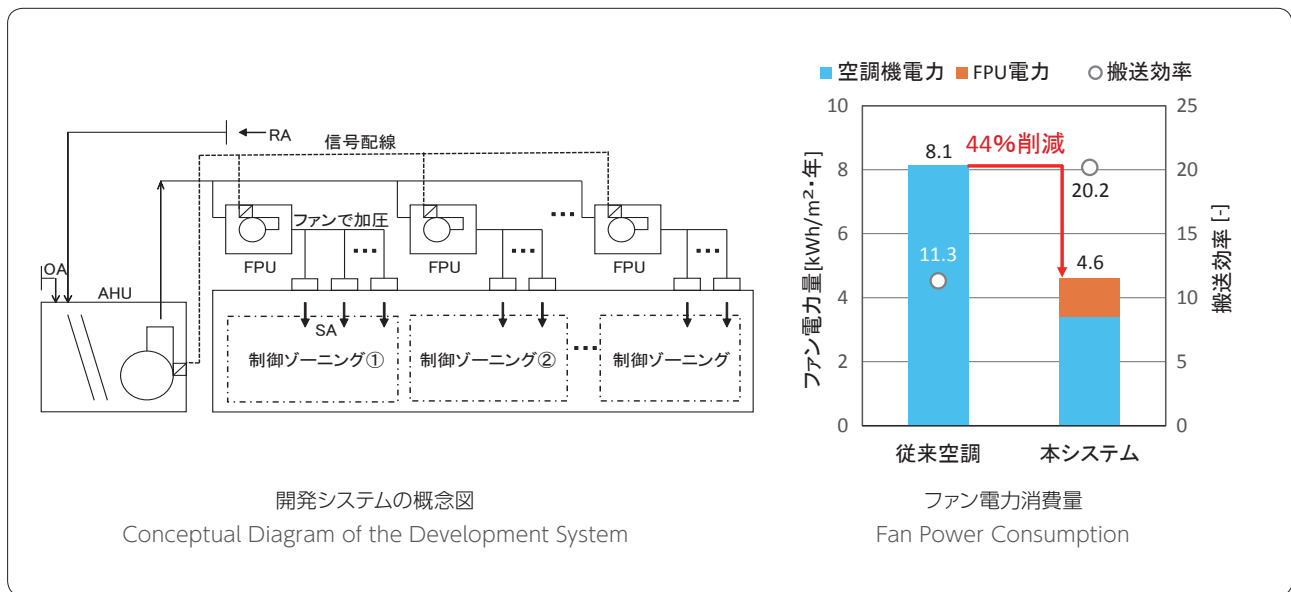 RA
信号配線
ファンで加圧
FPU
FPU
FPU
OA
AHU
SA
制御ゾーニング①
制御ゾーニング②
制御ゾーニング
開発システムの概念図
Conceptual Diagram of the Development System
空調機電力 FPU電力 搬送効率
ファン電力量[kWh/m²・年]
10
8
6
4
2
0
8.1
44%削減
11.3
20.2
4.6
25
20
15
10
5
0
搬送効率 [-]
従来空調 本システム
ファン電力消費量
Fan Power Consumption